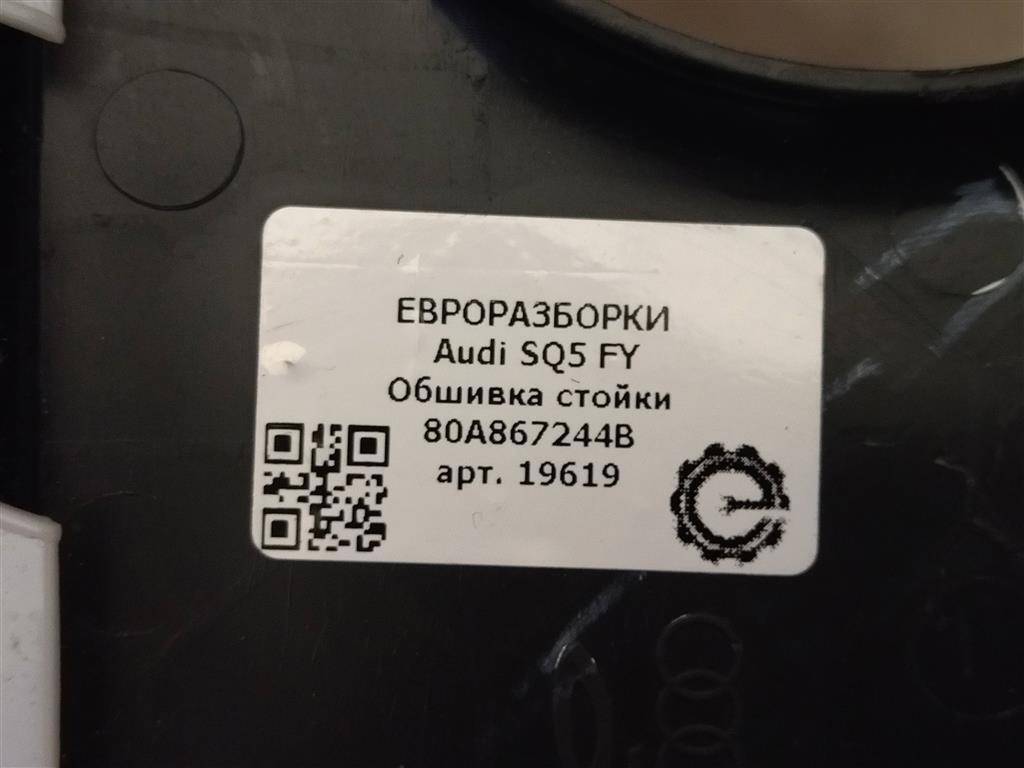 ЕВРОРАЗБОРКИ
Audi SQ5 FY
Обшивка стойки
80A867244B
арт. 19619